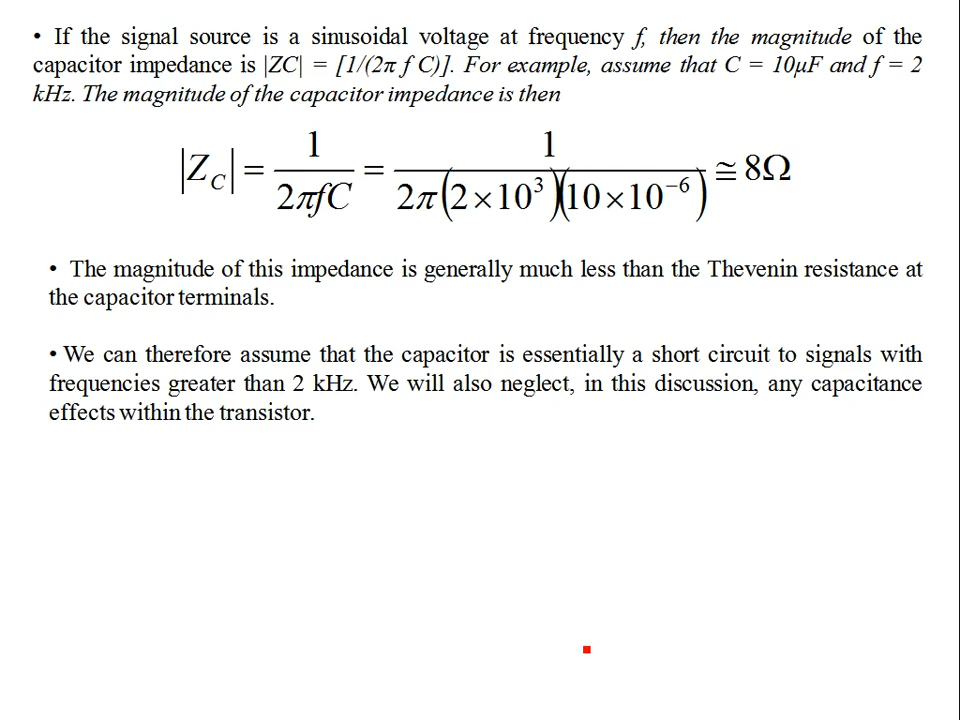 • If the signal source is a sinusoidal voltage at frequency f, then the magnitude of the
capacitor impedance is |ZC| = [1/(2π f C)]. For example, assume that C = 10μF and f = 2
kHz. The magnitude of the capacitor impedance is then
|Z_C| = 1/(2πfC) = 1/(2π(2×10^3)(10×10^−6)) ≅ 8Ω
• The magnitude of this impedance is generally much less than the Thevenin resistance at
the capacitor terminals.
• We can therefore assume that the capacitor is essentially a short circuit to signals with
frequencies greater than 2 kHz. We will also neglect, in this discussion, any capacitance
effects within the transistor.